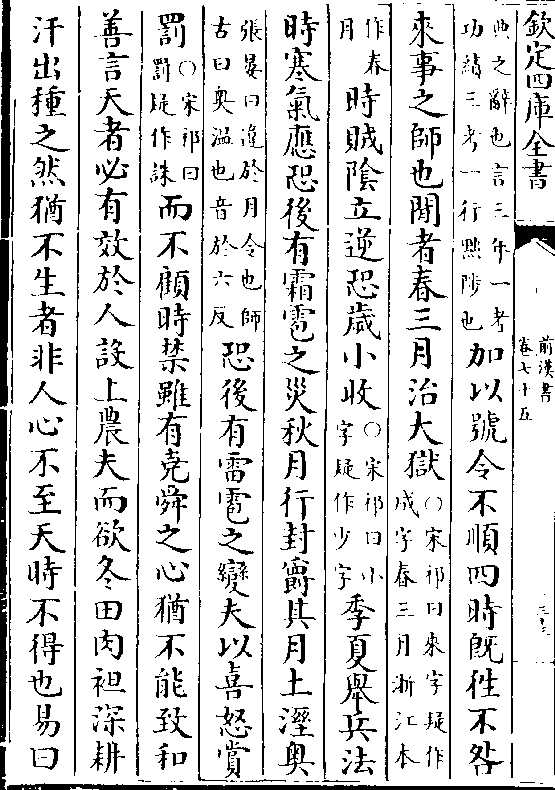 欽定四庫全書
前漢書
卷七十五
典之辭也言三年一考
功績三考一行黜陟也
加以號令不順四時既徃不咎
來事之師也閒者春三月治大獄
○宋祁曰來字疑作
成字春三月浙江本
作春
月
時賊隂立逆恐歲小收
○宋祁曰小
字疑作少字
季夏舉兵法
時寒氣應恐後有霜雹之災秋月行封爵其月土溼奧
張晏曰違於月令也師
古曰奧温也音於六反
恐後有雷雹之變夫以喜怒賞
罰
○宋祁曰
罰疑作誅
而不顧時禁雖有堯舜之心猶不能致和
善言天者必有效於人設上農夫而欲冬田肉袒深耕
汗出種之然猶不生者非人心不至天時不得也易曰